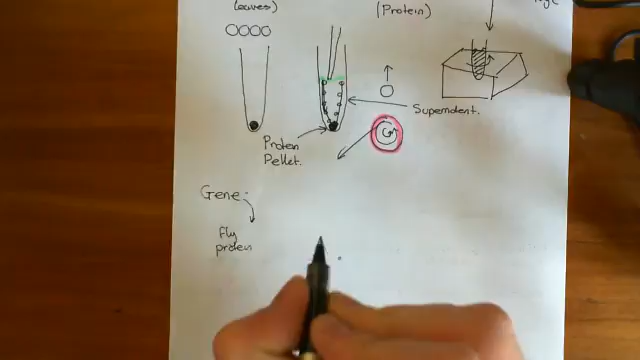 (leaves)
(Protein)
Supernatant.
G
Protein
Pellet.
Gene
Fly
protein